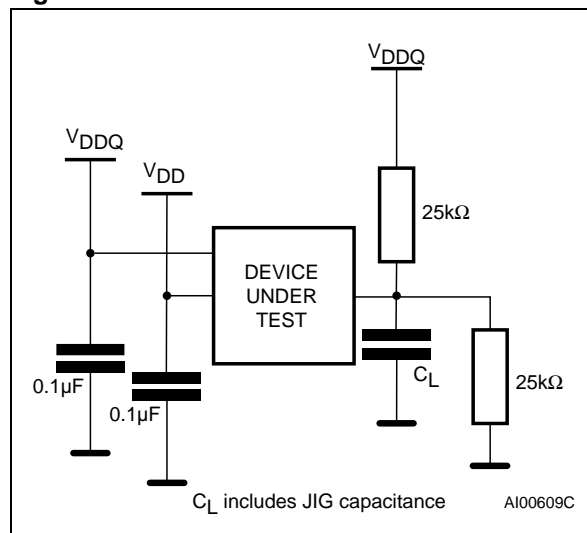 VDDQ
VDDQ
VDD
25kΩ
DEVICE
UNDER
TEST
0.1µF
0.1µF
CL
25kΩ
CL includes JIG capacitance
AI00609C